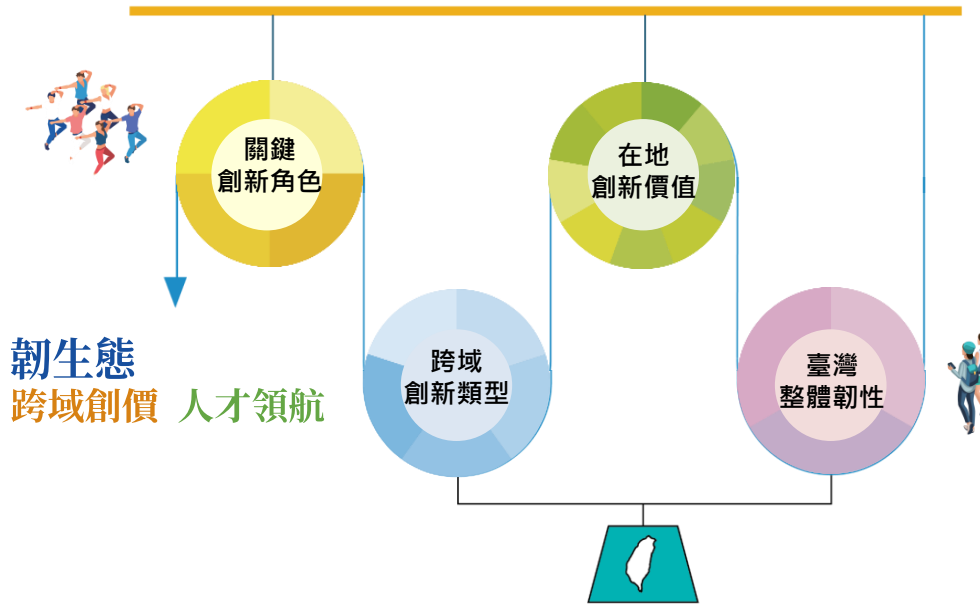 關鍵
創新角色
在地
創新價值
跨域
創新類型
臺灣
整體韌性
韌生態
跨域創價 人才領航